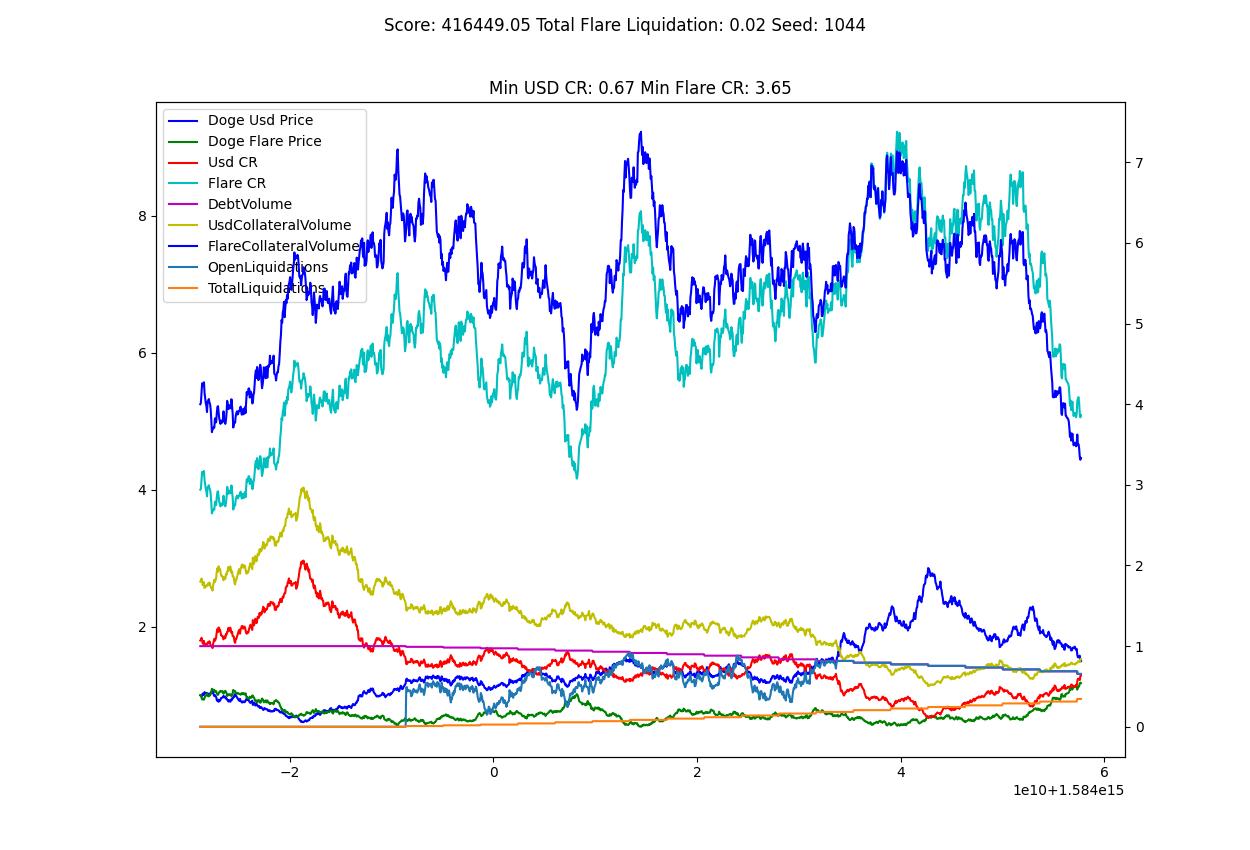 Score: 416449.05 Total Flare Liquidation: 0.02 Seed: 1044
Min USD CR: 0.67 Min Flare CR: 3.65
Doge Usd Price
Doge Flare Price
Usd CR
Flare CR
DebtVolume
UsdCollateralVolume
FlareCollateralVolume
OpenLiquidations
TotalLiquidations
8
6
4
2
7
6
5
4
3
2
1
0
−2
0
2
4
6
1e10+1.584e15